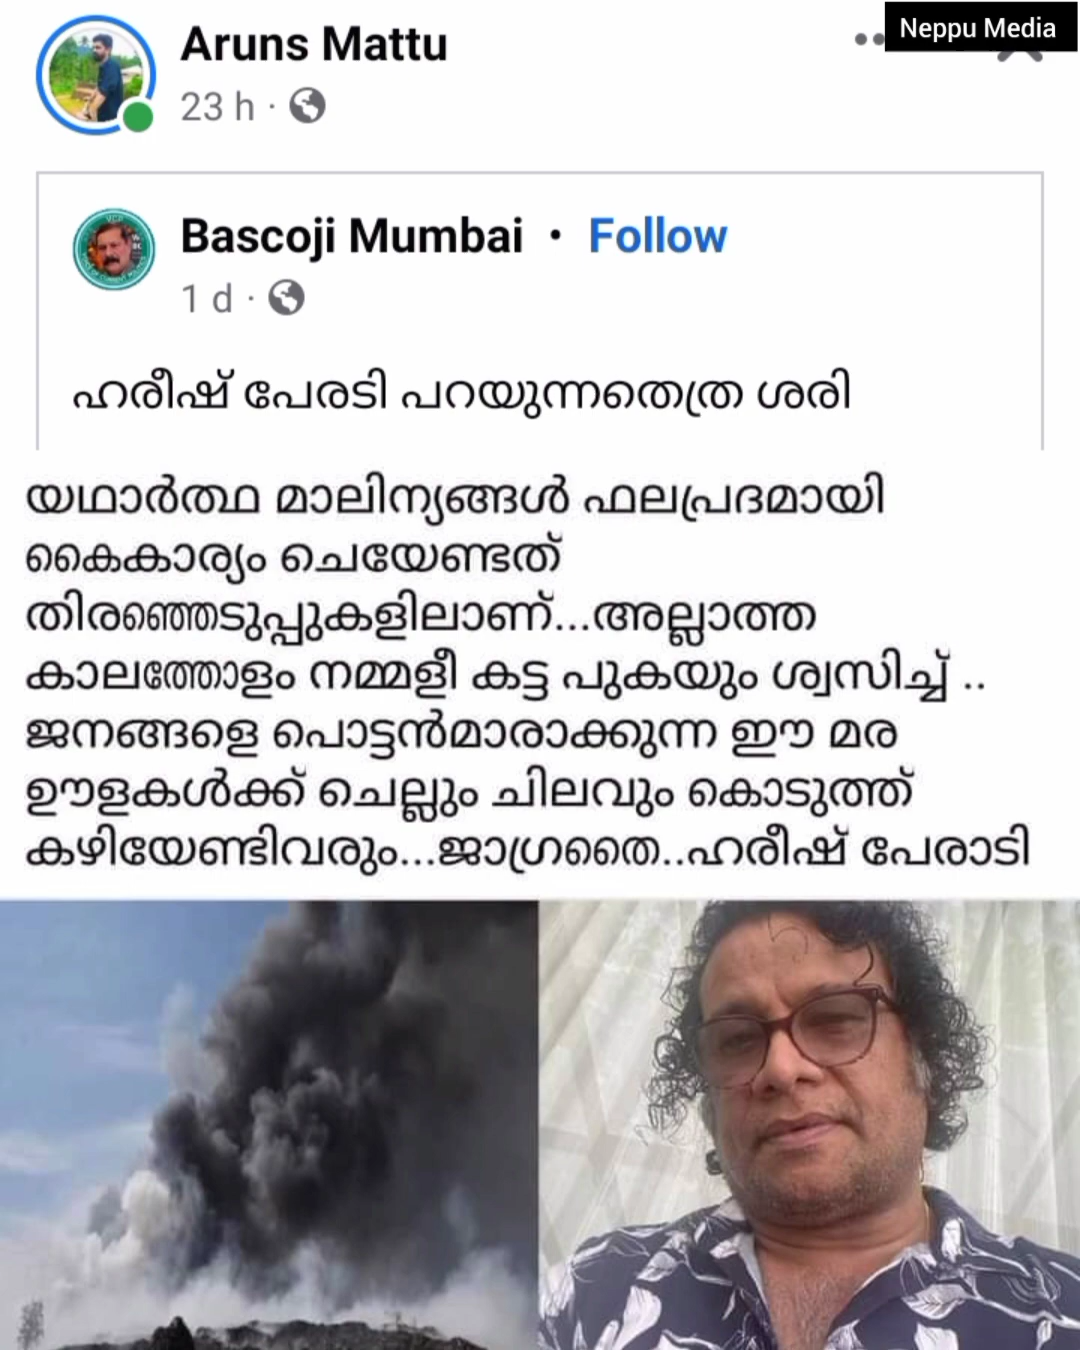 Neppu Media
Aruns Mattu
23 h ·
Bascoji Mumbai • Follow
1 d ·
ഹരീഷ് പേരടി പറയുന്നതെത്ര ശരി
യഥാർത്ഥ മാലിന്യങ്ങൾ ഫലപ്രദമായി
കൈകാര്യം ചെയേണ്ടത്
തിരഞ്ഞെടുപ്പുകളിലാണ്...അല്ലാത്ത
കാലത്തോളം നമ്മളീ കട്ട പുകയും ശ്വസിച്ച് ..
ജനങ്ങളെ പൊട്ടൻമാരാക്കുന്ന ഈ മര
ഊളകൾക്ക് ചെല്ലും ചിലവും കൊടുത്ത്
കഴിയേണ്ടിവരും...ജാഗ്രതൈ..ഹരീഷ് പേരാടി